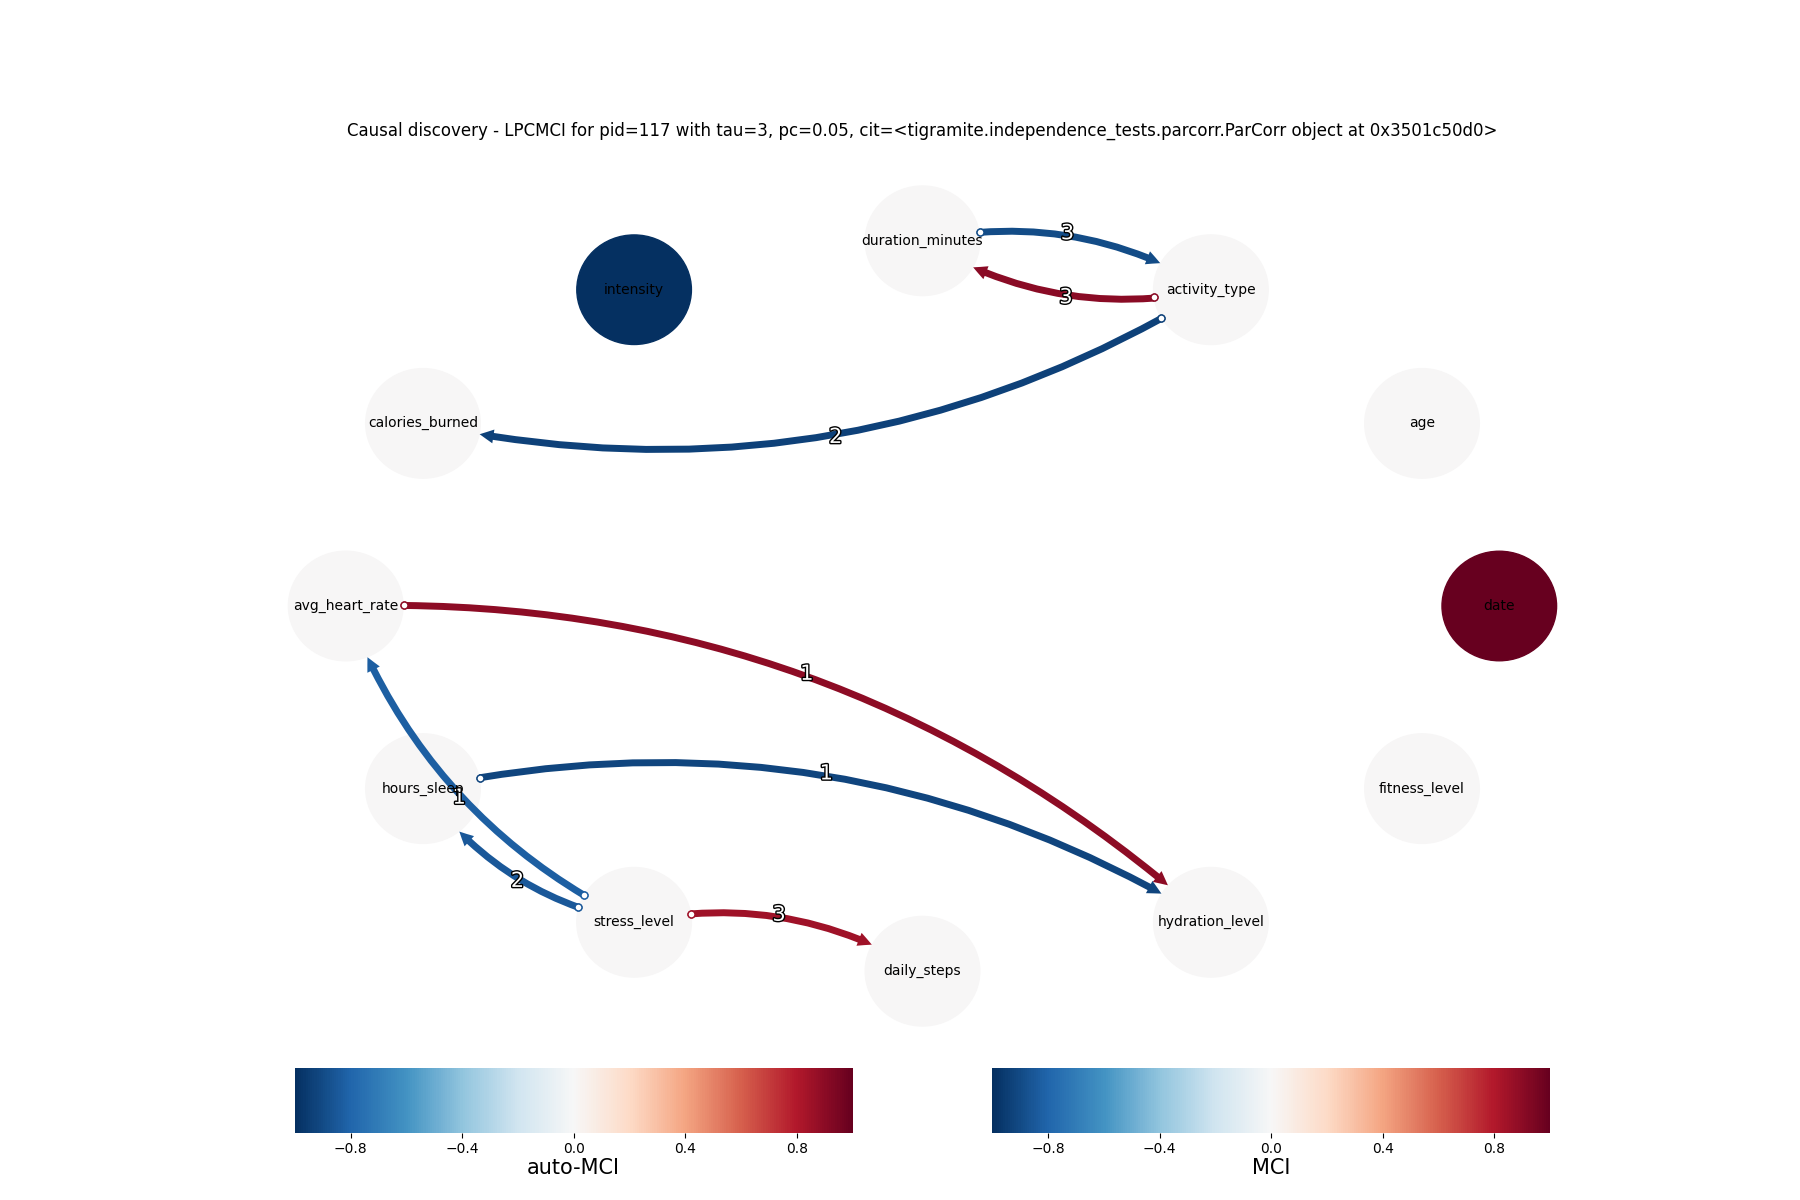 Causal discovery - LPCMCI for pid=117 with tau=3, pc=0.05, cit=<tigramite.independence_tests.parcorr.ParCorr object at 0x3501c50d0>
duration_minutes
3
intensity
activity_type
3
calories_burned
2
age
avg_heart_rate
date
1
1
hours_sleep
1
fitness_level
2
stress_level
3
hydration_level
daily_steps
−0.8 −0.4 0.0 0.4 0.8
auto-MCI
−0.8 −0.4 0.0 0.4 0.8
MCI